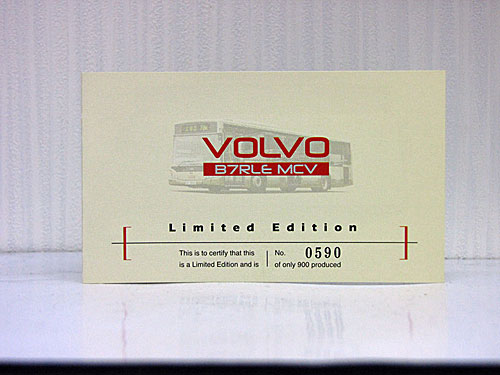 VOLVO
B7RLE MCV
Limited Edition
This is to certify that this
is a Limited Edition and is
No. 0590
of only 900 produced